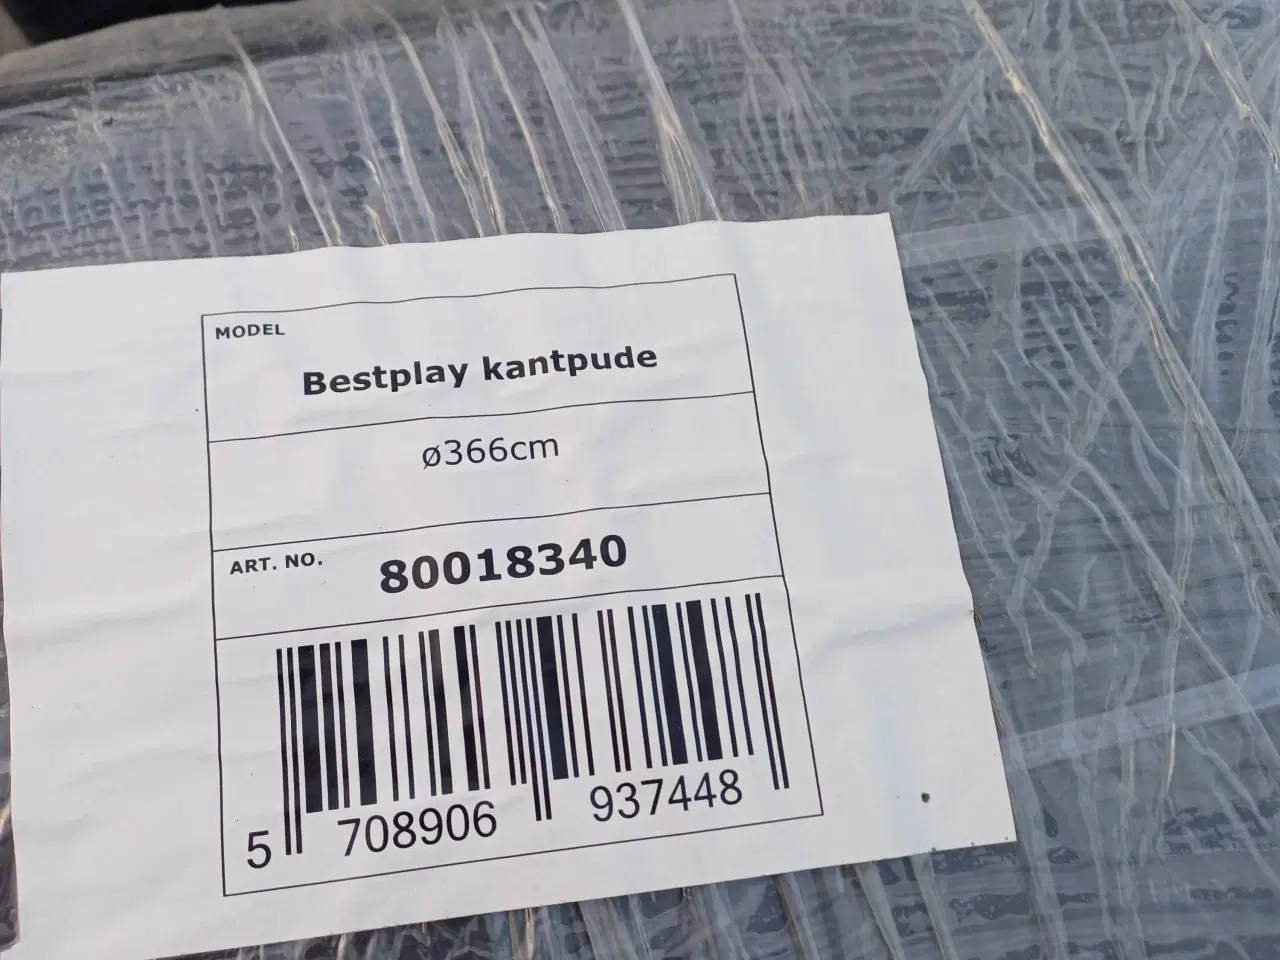 MODEL
Bestplay kantpude
ø366cm
ART. NO. 80018340
5 708906 937448